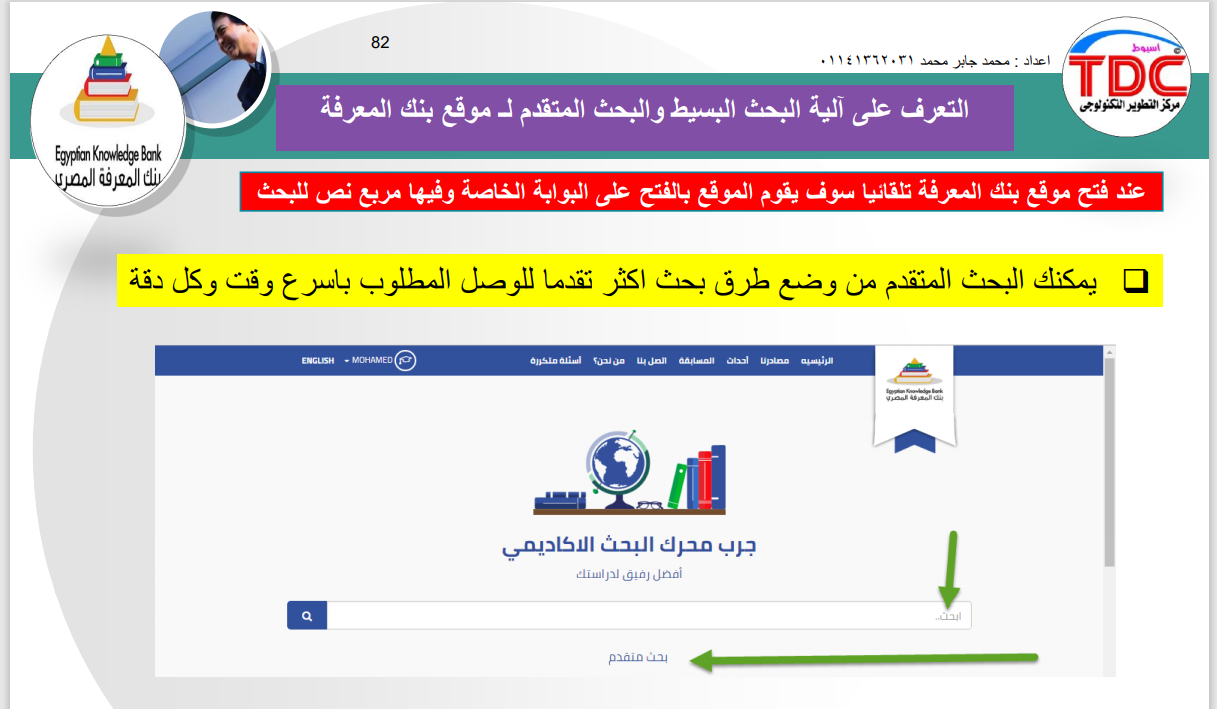 82
اعداد : محمد جابر محمد ٠١١٤١٣٦٢٠٣١
اسيوط
TDC
مركز التطوير التكنولوجى
التعرف على آلية البحث البسيط والبحث المتقدم لـ موقع بنك المعرفة
Egyptian Knowledge Bank
بنك المعرفة المصري
عند فتح موقع بنك المعرفة تلقائيا سوف يقوم الموقع بالفتح على البوابة الخاصة وفيها مربع نص للبحث
يمكنك البحث المتقدم من وضع طرق بحث اكثر تقدما للوصل المطلوب باسرع وقت وكل دقة
الرئيسيه مصادرنا أحداث المسابقة اتصل بنا من نحن؟ أسئلة متكررة MOHAMED ENGLISH
Egyptian Knowledge Bank
بنك المعرفة المصري
جرب محرك البحث الاكاديمي
أفضل رفيق لدراستك
ابحث..
بحث متقدم